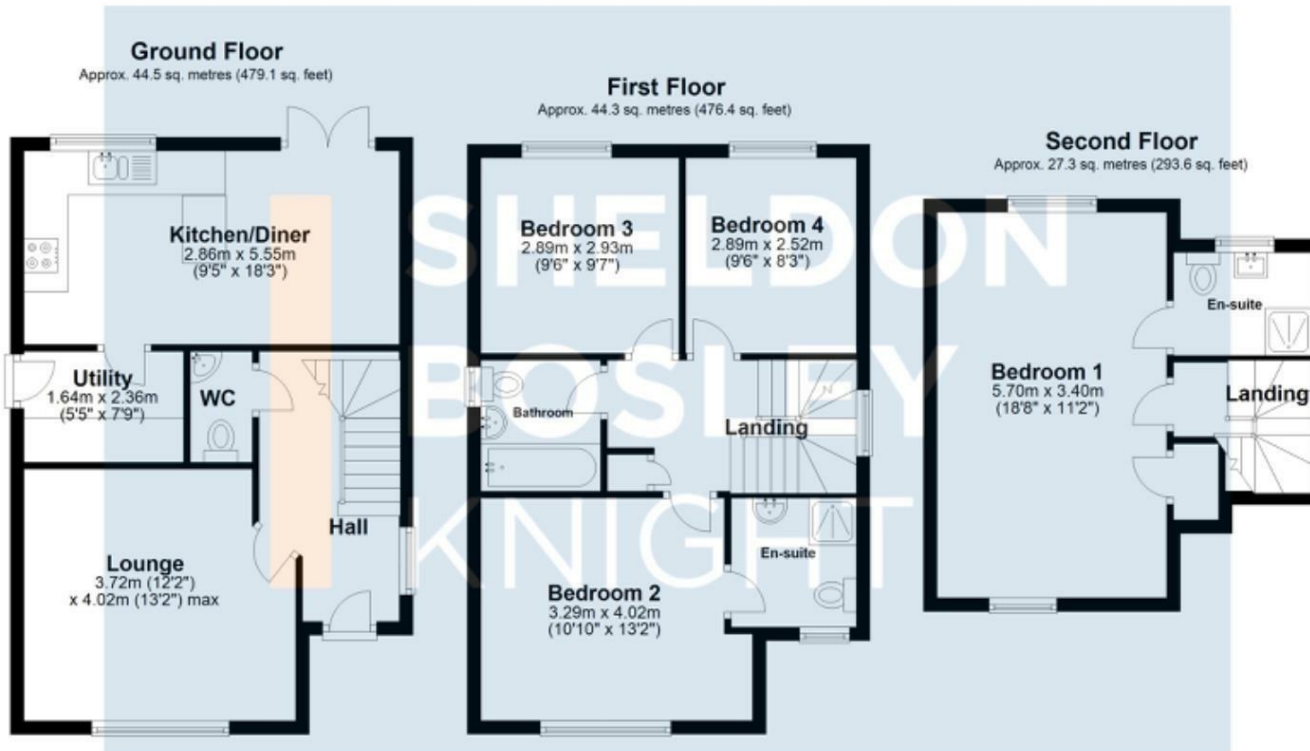 Ground Floor
Approx. 44.5 sq. metres (479.1 sq. feet)
Kitchen/Diner
2.86m x 5.55m
(9'5" x 18'3")
Utility
1.64m x 2.36m
(5'5" x 7'9")
WC
Hall
Lounge
3.72m (12'2")
x 4.02m (13'2") max
First Floor
Approx. 44.3 sq. metres (476.4 sq. feet)
Bedroom 3
2.89m x 2.93m
(9'6" x 9'7")
Bedroom 4
2.89m x 2.52m
(9'6" x 8'3")
Bathroom
Landing
En-suite
Bedroom 2
3.29m x 4.02m
(10'10" x 13'2")
Second Floor
Approx. 27.3 sq. metres (293.6 sq. feet)
En-suite
Bedroom 1
5.70m x 3.40m
(18'8" x 11'2")
Landing
SHELDON
BOSLEY
KNIGHT